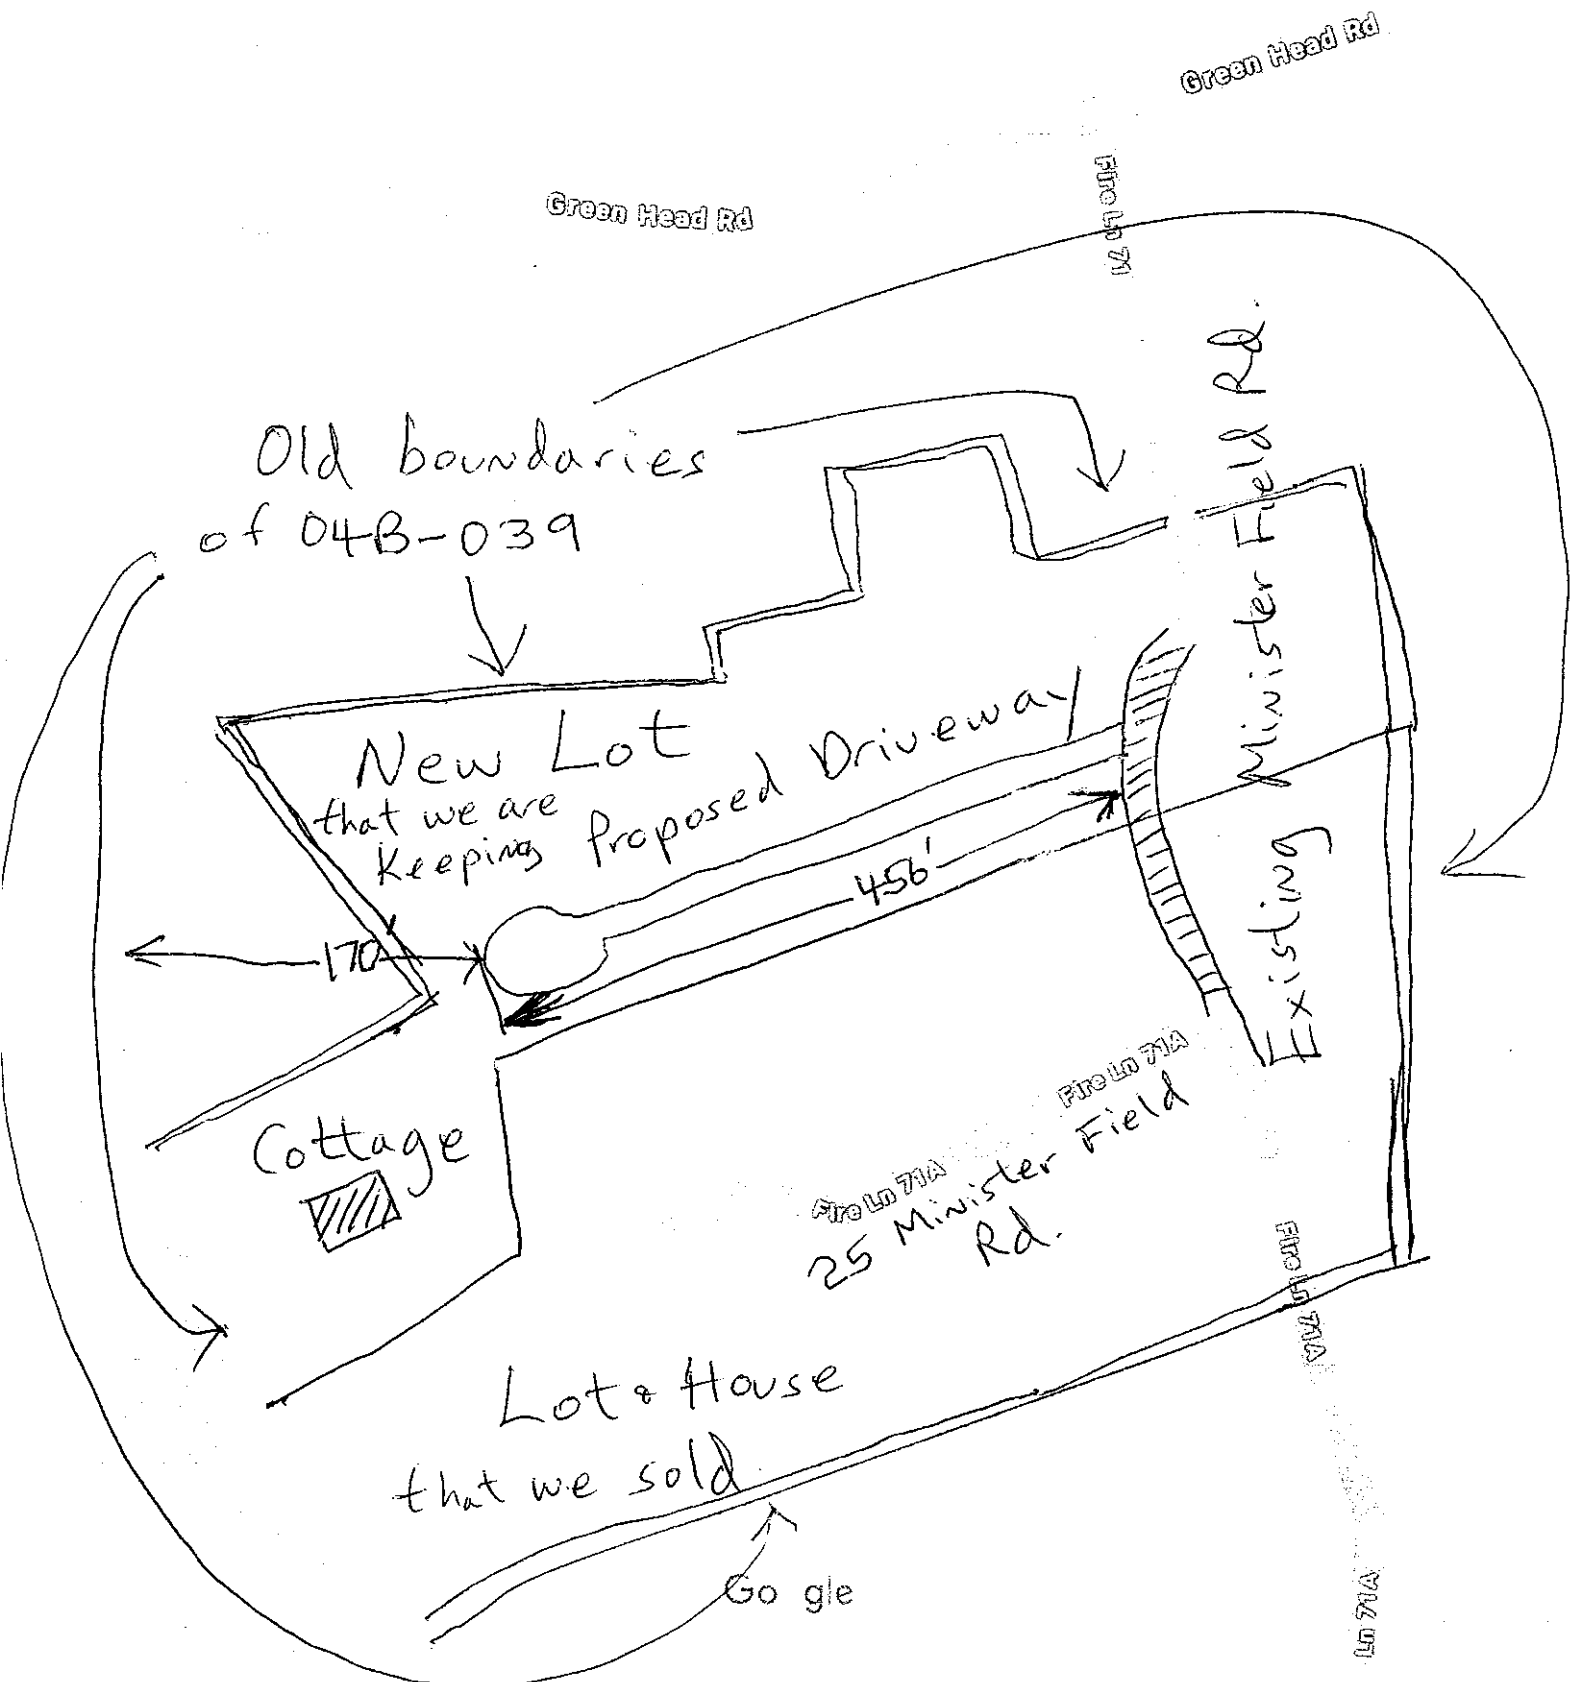 Green Head Rd
Green Head Rd
Fire Ln 71
Old boundaries
of 04B-039
Existing Minister Field Rd.
New Lot
that we are
Keeping
Proposed Driveway
456'
170
Cottage
Fire Ln 71A
Fire Ln 71A
25 Minister Field
Rd.
Fire Ln 71A
Lot & House
that we sold
Go gle
Ln 71A